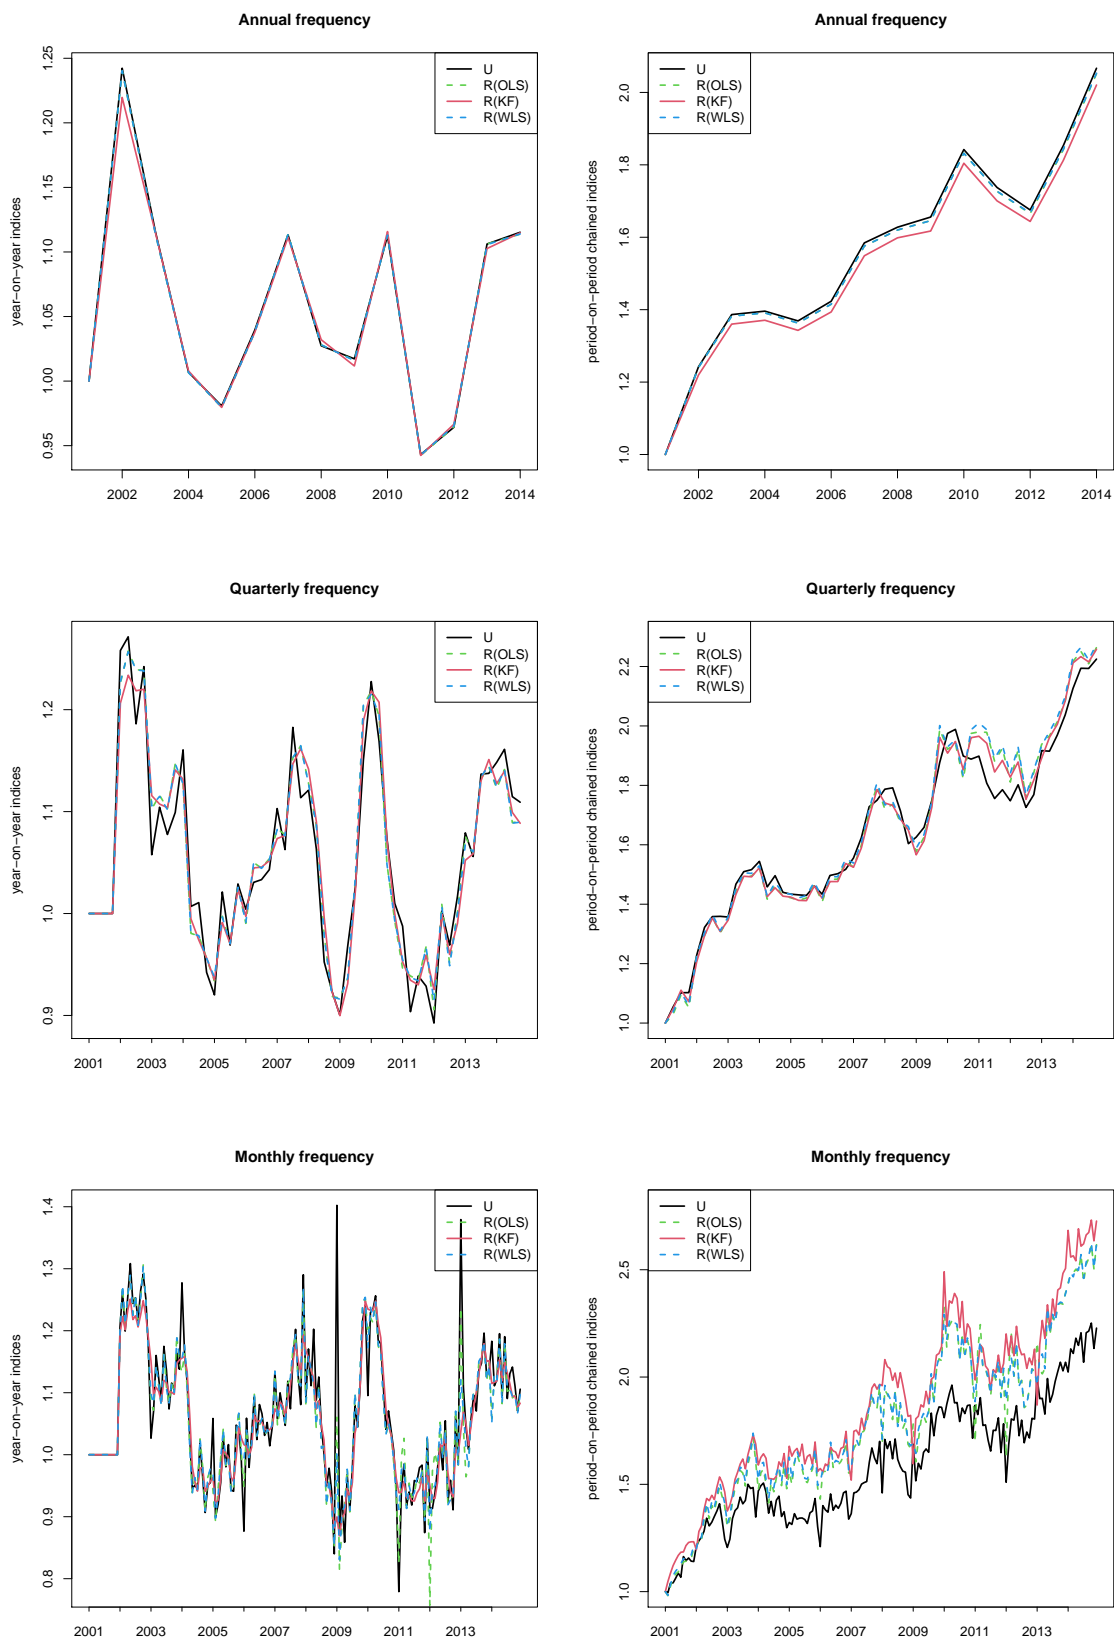 Annual frequency
year−on−year indices
0.95
1.00
1.05
1.10
1.15
1.20
1.25
2002
2004
2006
2008
2010
2012
2014
U
R(OLS)
R(KF)
R(WLS)
Annual frequency
period−on−period chained indices
1.0
1.2
1.4
1.6
1.8
2.0
2002
2004
2006
2008
2010
2012
2014
U
R(OLS)
R(KF)
R(WLS)
Quarterly frequency
year−on−year indices
0.9
1.0
1.1
1.2
2001
2003
2005
2007
2009
2011
2013
U
R(OLS)
R(KF)
R(WLS)
Quarterly frequency
period−on−period chained indices
1.0
1.2
1.4
1.6
1.8
2.0
2.2
2001
2003
2005
2007
2009
2011
2013
U
R(OLS)
R(KF)
R(WLS)
Monthly frequency
year−on−year indices
0.8
0.9
1.0
1.1
1.2
1.3
1.4
2001
2003
2005
2007
2009
2011
2013
U
R(OLS)
R(KF)
R(WLS)
Monthly frequency
period−on−period chained indices
1.0
1.5
2.0
2.5
2001
2003
2005
2007
2009
2011
2013
U
R(OLS)
R(KF)
R(WLS)